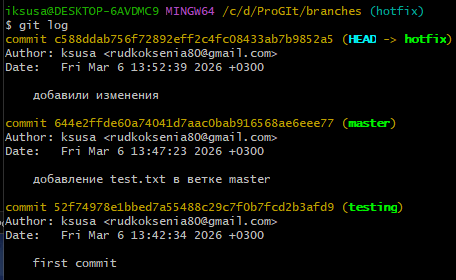 iksusa@DESKTOP-6AVDMC9 MINGW64 /c/d/ProGIt/branches (hotfix)
$ git log
commit c588ddab756f72892eff2c4fc08433ab7b9852a5 (HEAD -> hotfix)
Author: ksusa <rudkoksenia80@gmail.com>
Date:   Fri Mar 6 13:52:39 2026 +0300
добавили изменения
commit 644e2ffde60a74041d7aac0bab916568ae6eee77 (master)
Author: ksusa <rudkoksenia80@gmail.com>
Date:   Fri Mar 6 13:47:23 2026 +0300
добавление test.txt в ветке master
commit 52f74978e1bbed7a55488c29c7f0b7fcd2b3afd9 (testing)
Author: ksusa <rudkoksenia80@gmail.com>
Date:   Fri Mar 6 13:42:34 2026 +0300
first commit